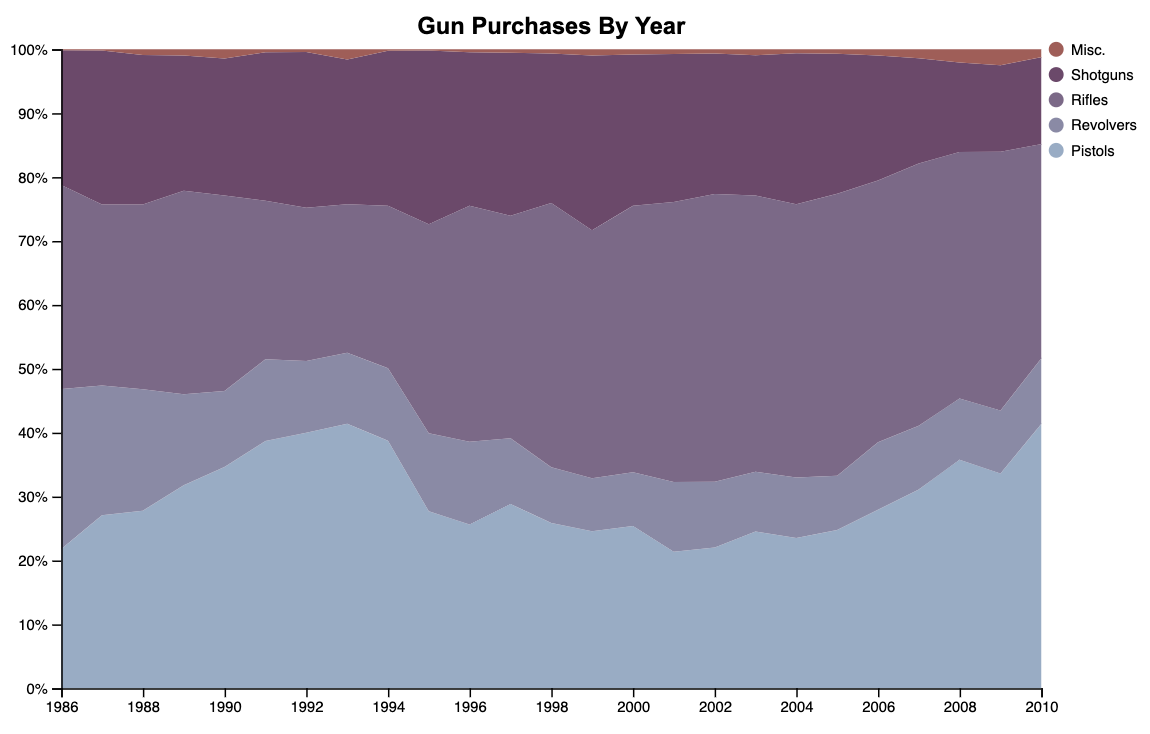 Gun Purchases By Year
100%
90%
80%
70%
60%
50%
40%
30%
20%
10%
0%
1986 1988 1990 1992 1994 1996 1998 2000 2002 2004 2006 2008 2010
Misc.
Shotguns
Rifles
Revolvers
Pistols